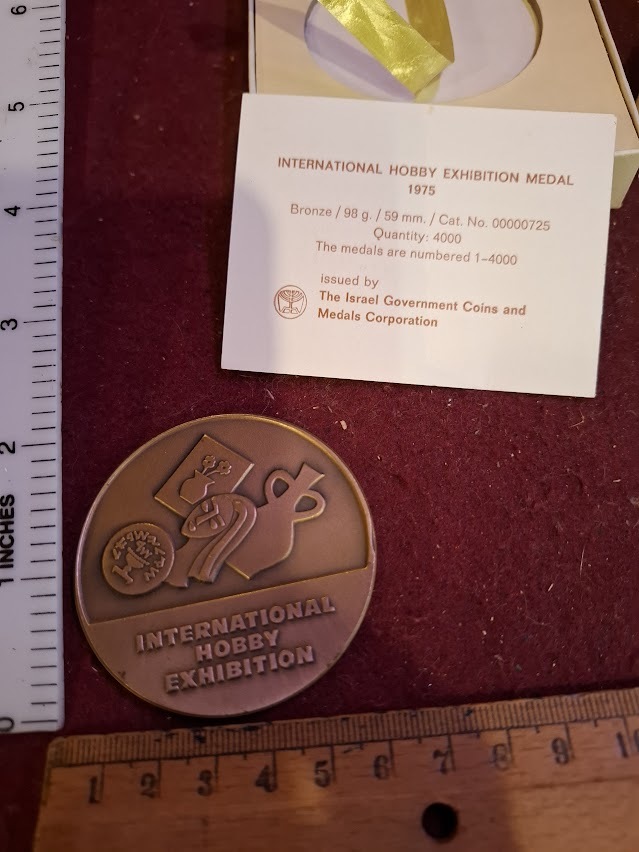 INTERNATIONAL HOBBY EXHIBITION MEDAL
1975
Bronze / 98 g. / 59 mm. / Cat. No. 00000725
Quantity: 4000
The medals are numbered 1-4000
issued by
The Israel Government Coins and
Medals Corporation
INTERNATIONAL
HOBBY
EXHIBITION
6
5
4
3
2
1 INCHES
0
1 2 3 4 5 6 7 8 9 10